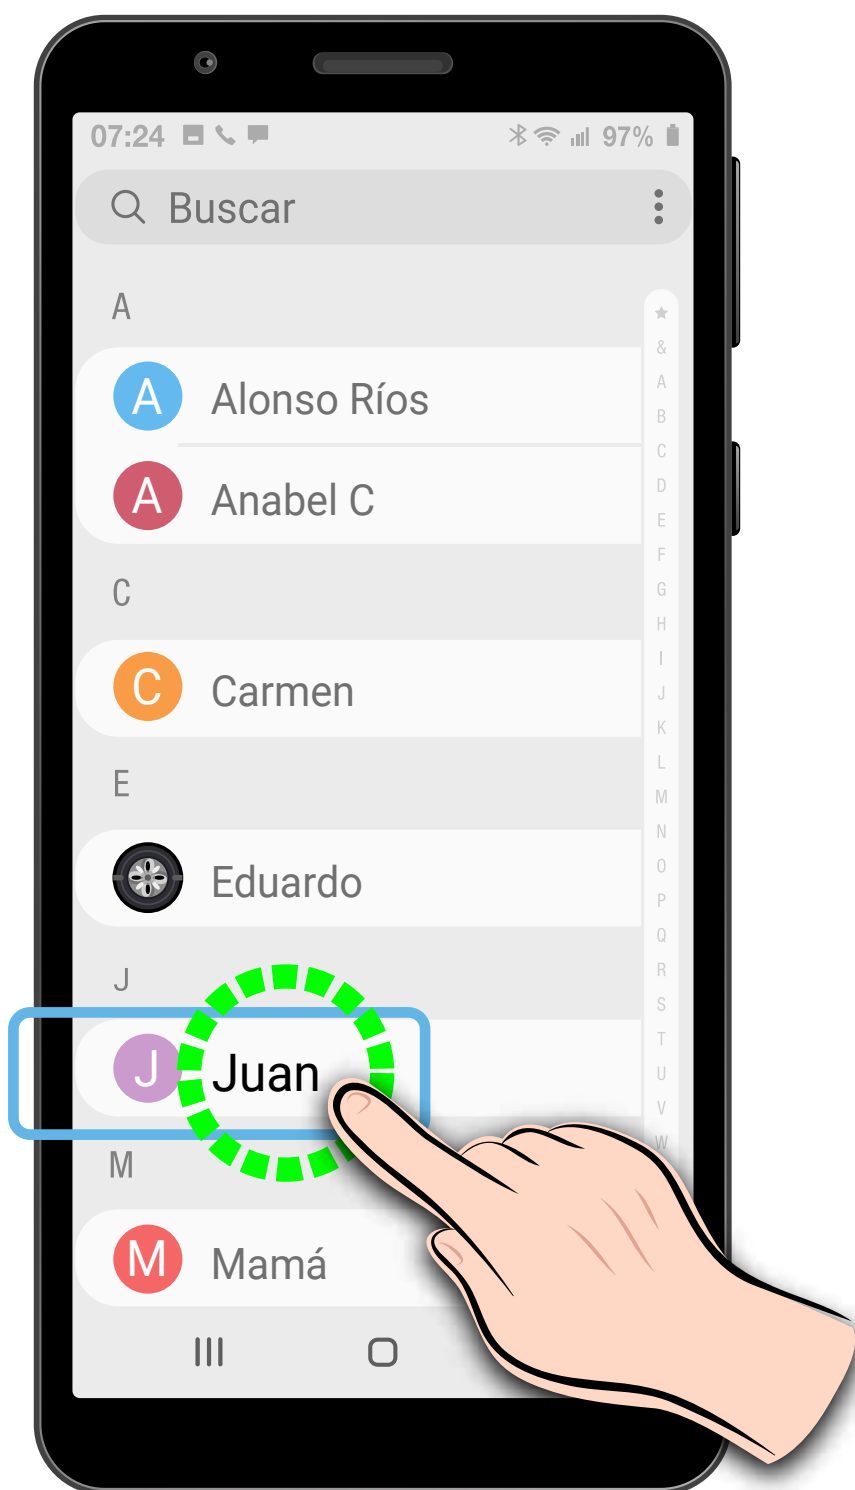 07:24 97%
Buscar
A
A Alonso Ríos
A Anabel C
C
C Carmen
E
Eduardo
J
J Juan
M
M Mamá
&
A
B
C
D
E
F
G
H
I
J
K
L
M
N
O
P
Q
R
S
T
U
V
W